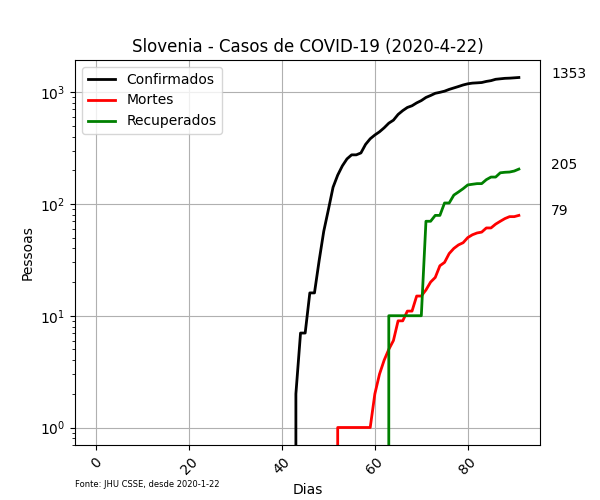 Slovenia - Casos de COVID-19 (2020-4-22)
Confirmados
Mortes
Recuperados
1353
205
79
10³
10²
10¹
10⁰
Pessoas
0
20
40
60
80
Dias
Fonte: JHU CSSE, desde 2020-1-22